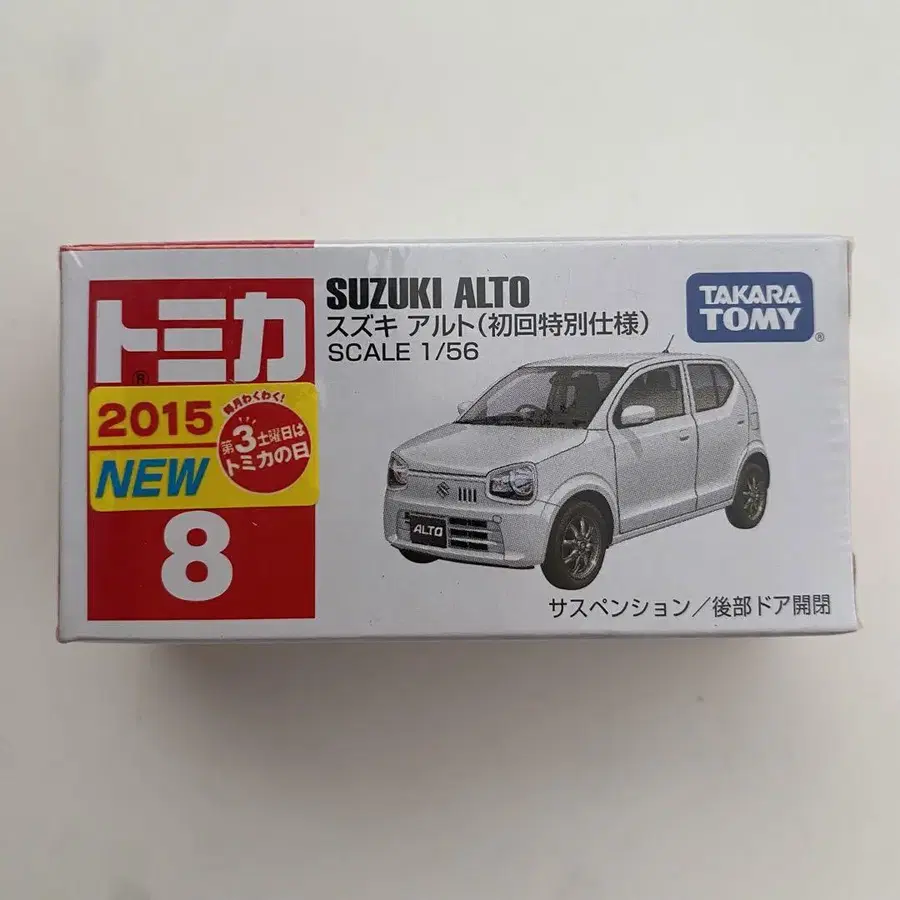 トミカ
®
2015
NEW
毎月わくわく!
第3土曜日は
トミカの日
8
SUZUKI ALTO
スズキ アルト(初回特別仕様)
SCALE 1/56
TAKARA
TOMY
®
ALTO
サスペンション/後部ドア開閉